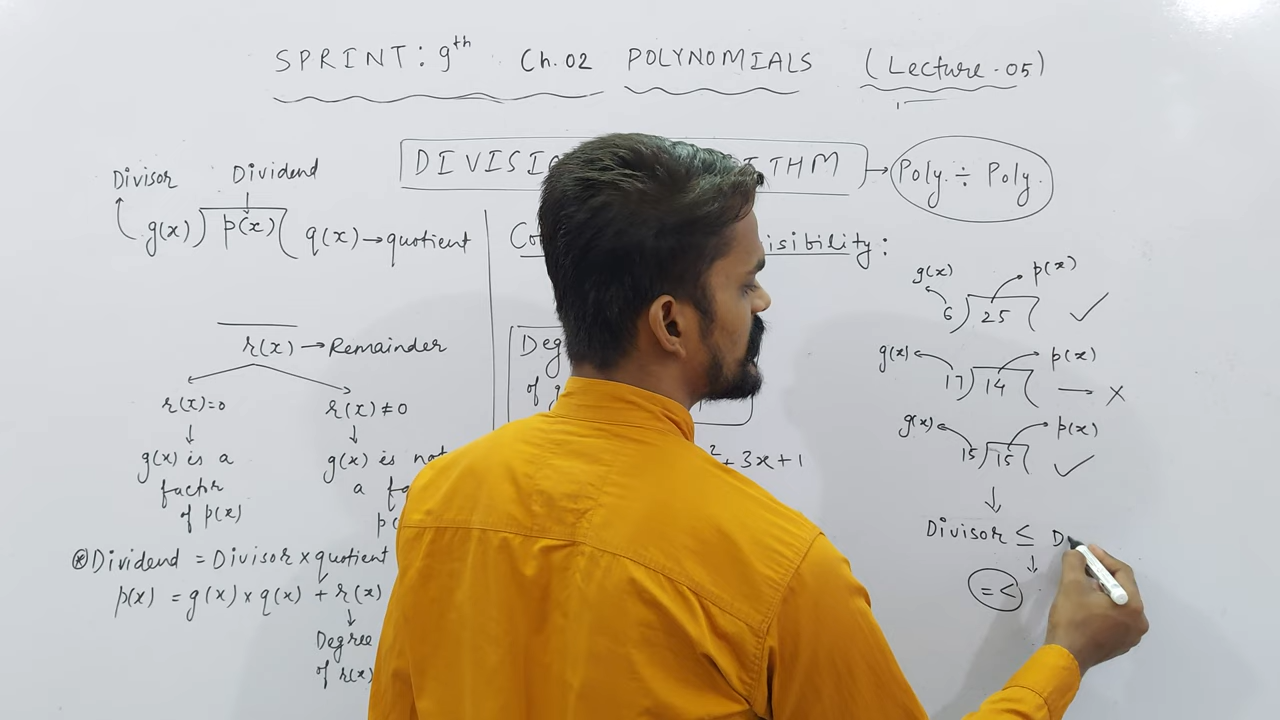 SPRINT: 9th Ch. 02 POLYNOMIALS (Lecture-05)
DIVISI THM → Poly. ÷ Poly.
Divisor Dividend
g(x) ) p(x) ( q(x) → quotient
r(x) → Remainder
r(x)=0 r(x) ≠ 0
g(x) is a
factor
of p(x)
g(x) is not
a fa
p(
⊛ Dividend = Divisor × quotient
p(x) = g(x) × q(x) + r(x)
Degree
of r(x)
Co isibility:
Deg
of g
² + 3x + 1
g(x) p(x)
6 ) 25 ( ✓
g(x) p(x)
17 ) 14 ( → X
g(x) p(x)
15 ) 15 ( ✓
Divisor ≤ D
= <